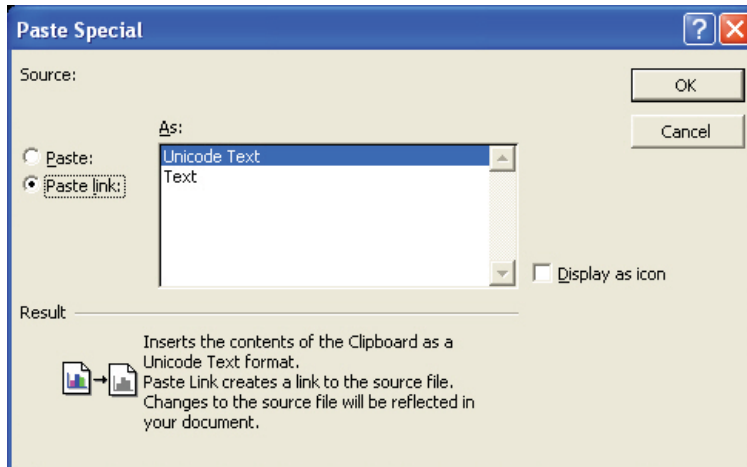 Paste Special
Source:
OK
As:
Cancel
Paste:
Unicode Text
Paste link:
Text
Display as icon
Result
Inserts the contents of the Clipboard as a
Unicode Text format.
Paste Link creates a link to the source file.
Changes to the source file will be reflected in
your document.